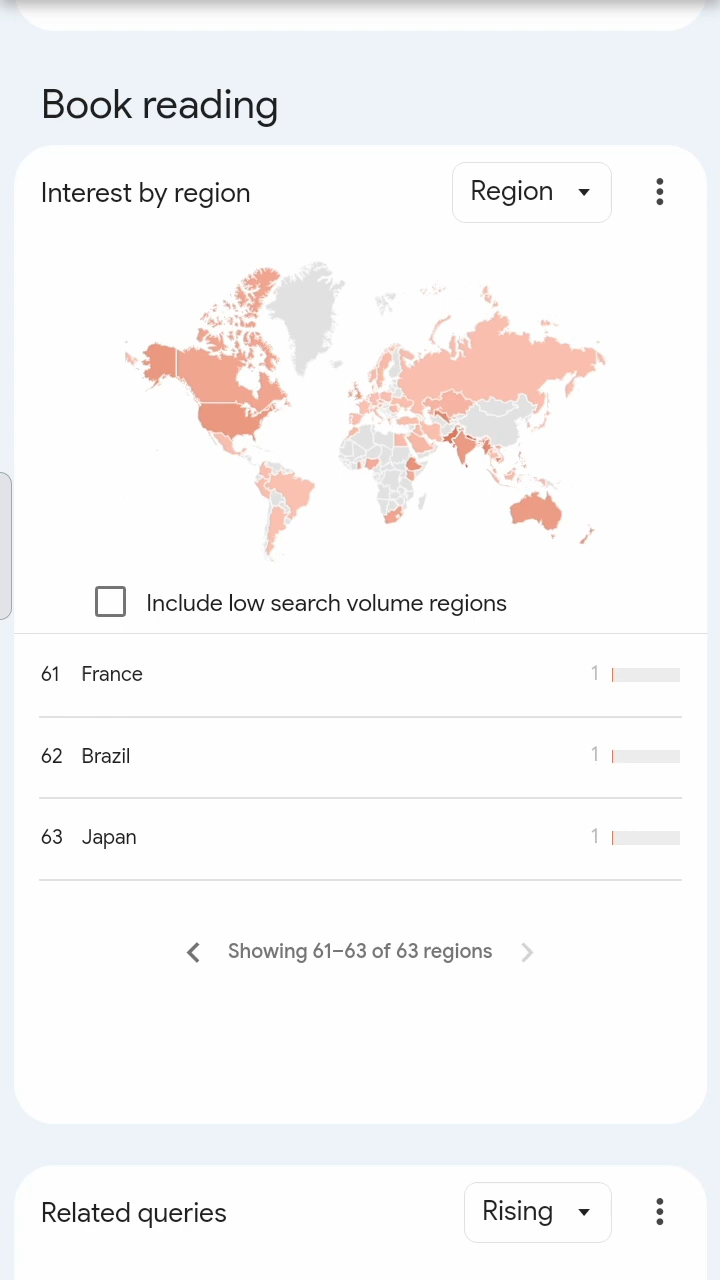 Book reading
Interest by region
Region
Include low search volume regions
61 France 1
62 Brazil 1
63 Japan 1
Showing 61–63 of 63 regions
Related queries
Rising